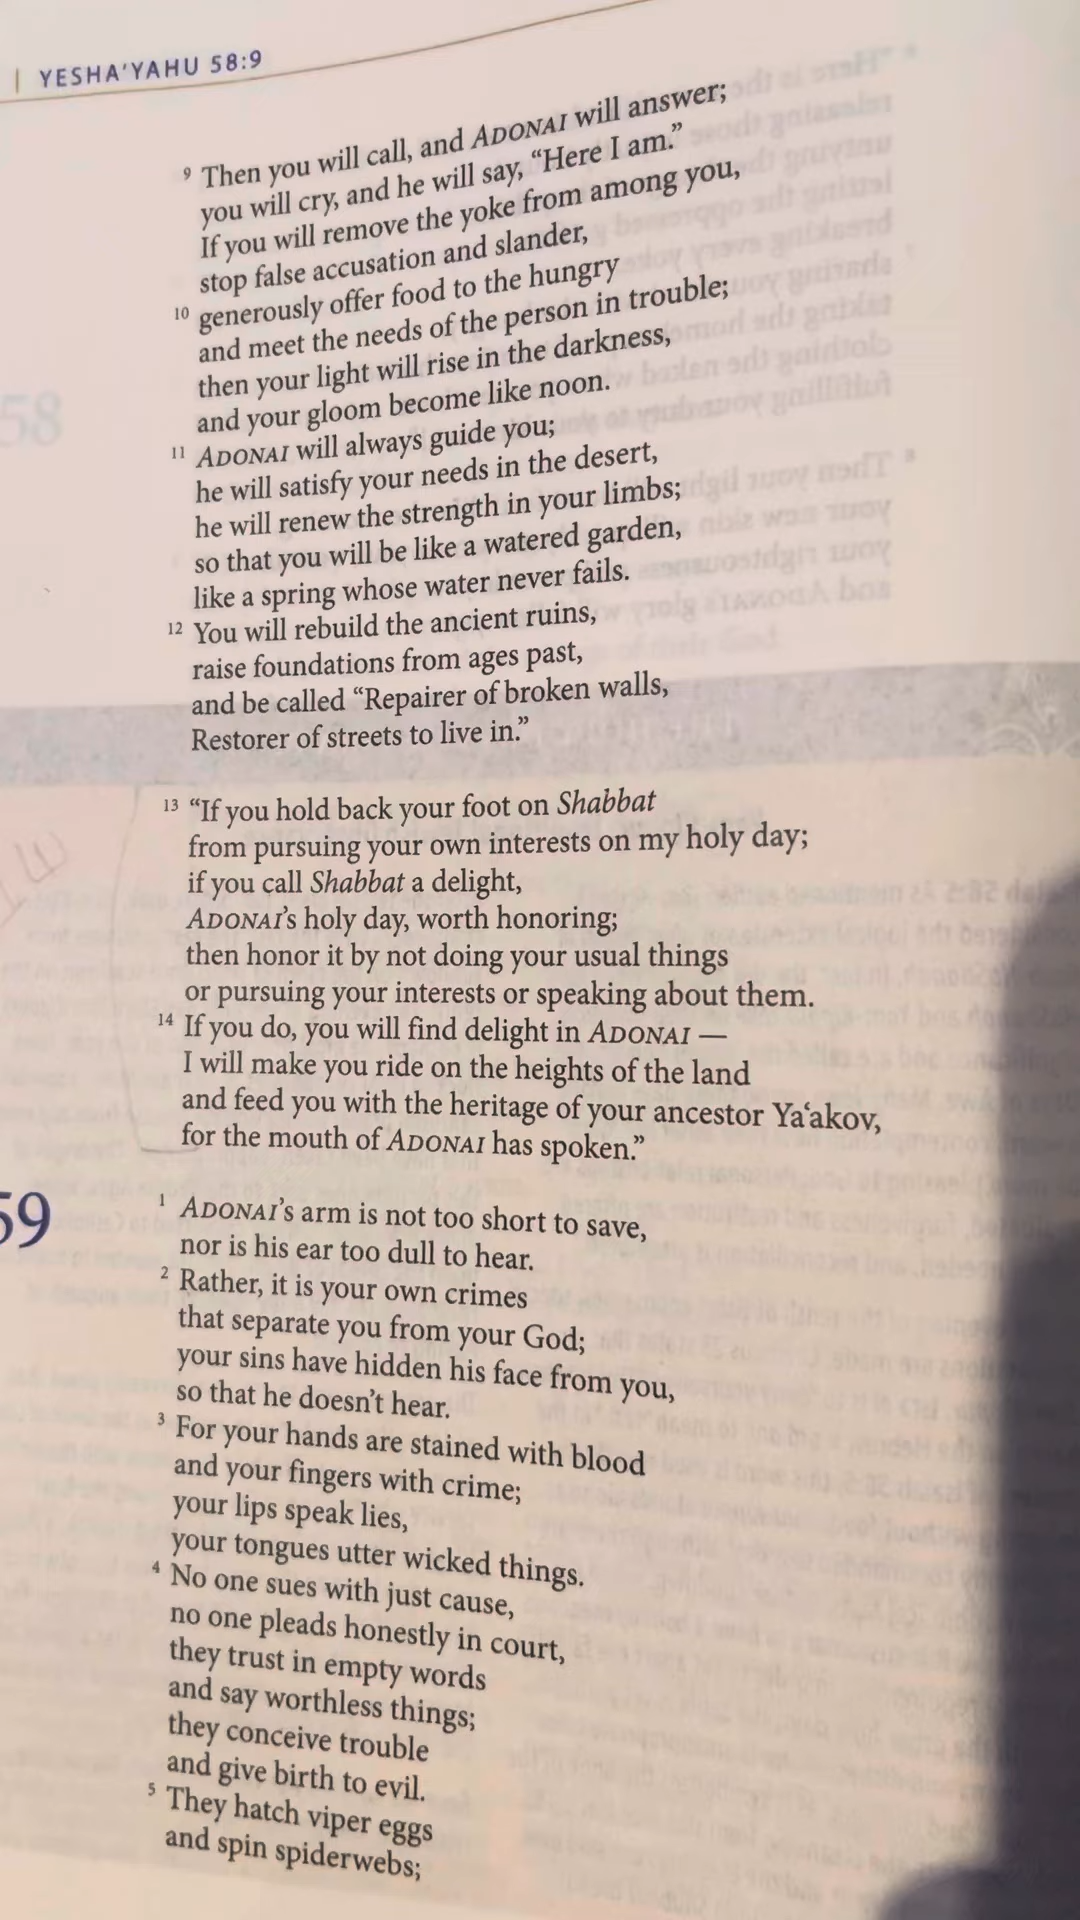 | YESHA'YAHU 58:9
9 Then you will call, and ADONAI will answer;
you will cry, and he will say, “Here I am.”
If you will remove the yoke from among you,
stop false accusation and slander,
10 generously offer food to the hungry
and meet the needs of the person in trouble;
then your light will rise in the darkness,
and your gloom become like noon.
11 ADONAI will always guide you;
he will satisfy your needs in the desert,
he will renew the strength in your limbs;
so that you will be like a watered garden,
like a spring whose water never fails.
12 You will rebuild the ancient ruins,
raise foundations from ages past,
and be called “Repairer of broken walls,
Restorer of streets to live in.”
13 “If you hold back your foot on Shabbat
from pursuing your own interests on my holy day;
if you call Shabbat a delight,
ADONAI’s holy day, worth honoring;
then honor it by not doing your usual things
or pursuing your interests or speaking about them.
14 If you do, you will find delight in ADONAI —
I will make you ride on the heights of the land
and feed you with the heritage of your ancestor Ya‘akov,
for the mouth of ADONAI has spoken.”
59
1 ADONAI’s arm is not too short to save,
nor is his ear too dull to hear.
2 Rather, it is your own crimes
that separate you from your God;
your sins have hidden his face from you,
so that he doesn’t hear.
3 For your hands are stained with blood
and your fingers with crime;
your lips speak lies,
your tongues utter wicked things.
4 No one sues with just cause,
no one pleads honestly in court,
they trust in empty words
and say worthless things;
they conceive trouble
and give birth to evil.
5 They hatch viper eggs
and spin spiderwebs;